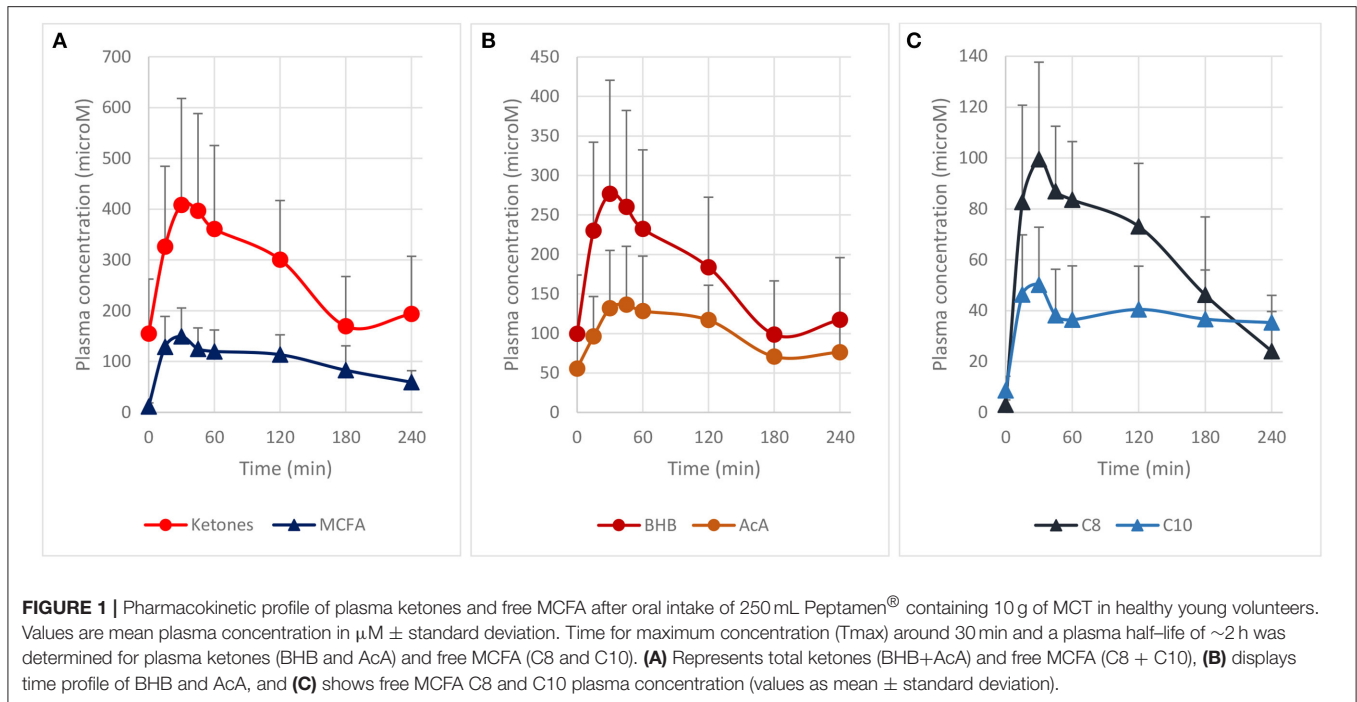 A
700
600
500
400
300
200
100
0
Plasma concentration (microM)
0 60 120 180 240
Time (min)
Ketones MCFA
B
450
400
350
300
250
200
150
100
50
0
Plasma concentration (microM)
0 60 120 180 240
Time (min)
BHB AcA
C
140
120
100
80
60
40
20
0
Plasma concentration (microM)
0 60 120 180 240
Time (min)
C8 C10
FIGURE 1 | Pharmacokinetic profile of plasma ketones and free MCFA after oral intake of 250 mL Peptamen® containing 10 g of MCT in healthy young volunteers.
Values are mean plasma concentration in μM ± standard deviation. Time for maximum concentration (Tmax) around 30 min and a plasma half–life of ~2 h was
determined for plasma ketones (BHB and AcA) and free MCFA (C8 and C10). (A) Represents total ketones (BHB+AcA) and free MCFA (C8 + C10), (B) displays
time profile of BHB and AcA, and (C) shows free MCFA C8 and C10 plasma concentration (values as mean ± standard deviation).